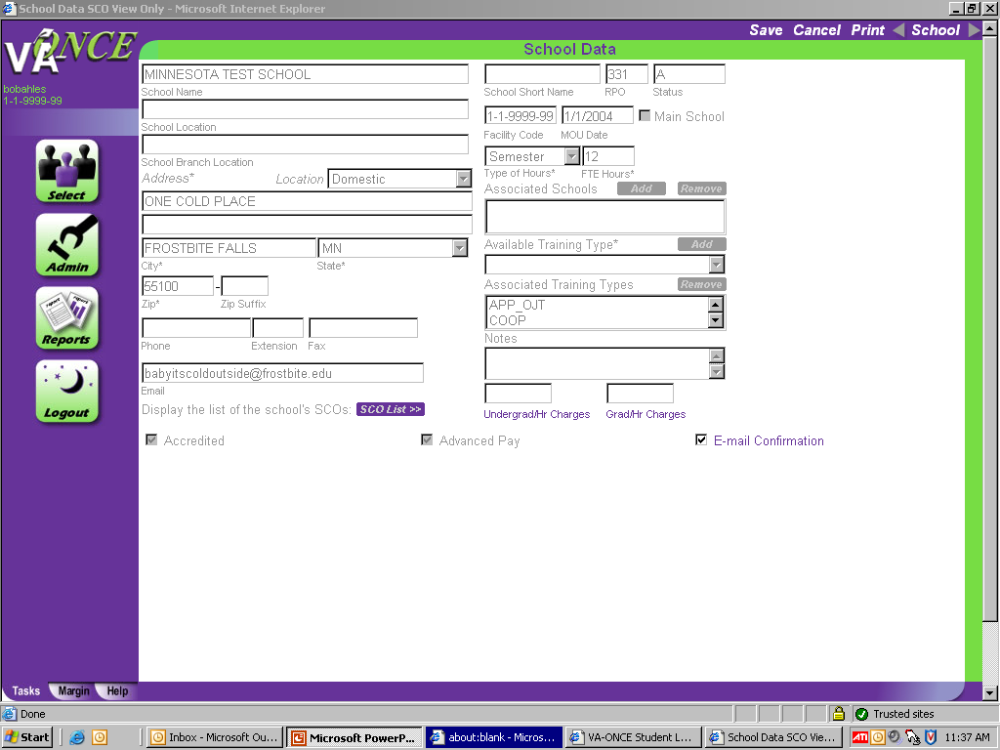 School Data SCO View Only - Microsoft Internet Explorer
VA ONCE
Save Cancel Print School
School Data
bobahles
1-1-9999-99
Select
Admin
Reports
Logout
MINNESOTA TEST SCHOOL
School Name
School Location
School Branch Location
Address* Location Domestic
ONE COLD PLACE
FROSTBITE FALLS MN
City* State*
55100 -
Zip* Zip Suffix
Phone Extension Fax
babyitscoldoutside@frostbite.edu
Email
Display the list of the school's SCOs: SCO List >>
331 A
School Short Name RPO Status
1-1-9999-99 1/1/2004 Main School
Facility Code MOU Date
Semester 12
Type of Hours* FTE Hours*
Associated Schools Add Remove
Available Training Type* Add
Associated Training Types Remove
APP_OJT
COOP
Notes
Undergrad/Hr Charges Grad/Hr Charges
Accredited Advanced Pay E-mail Confirmation
Tasks Margin Help
Done Trusted sites
Start Inbox - Microsoft Ou... Microsoft PowerP... about:blank - Micros... VA-ONCE Student L... School Data SCO Vie... ATI 11:37 AM